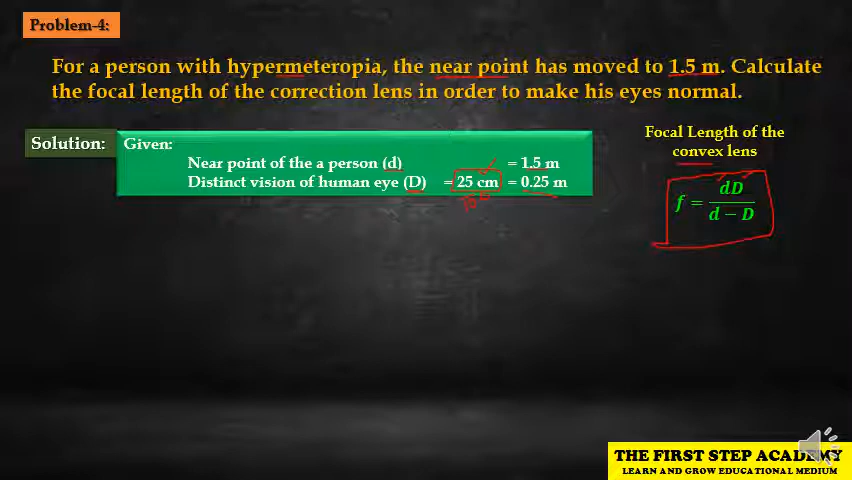 Problem-4:
For a person with hypermeteropia, the near point has moved to 1.5 m. Calculate
the focal length of the correction lens in order to make his eyes normal.
Solution:
Given:
Near point of the a person (d) = 1.5 m
Distinct vision of human eye (D) = 25 cm = 0.25 m
100
Focal Length of the
convex lens
f = dD / d − D
THE FIRST STEP ACADEMY
LEARN AND GROW EDUCATIONAL MEDIUM